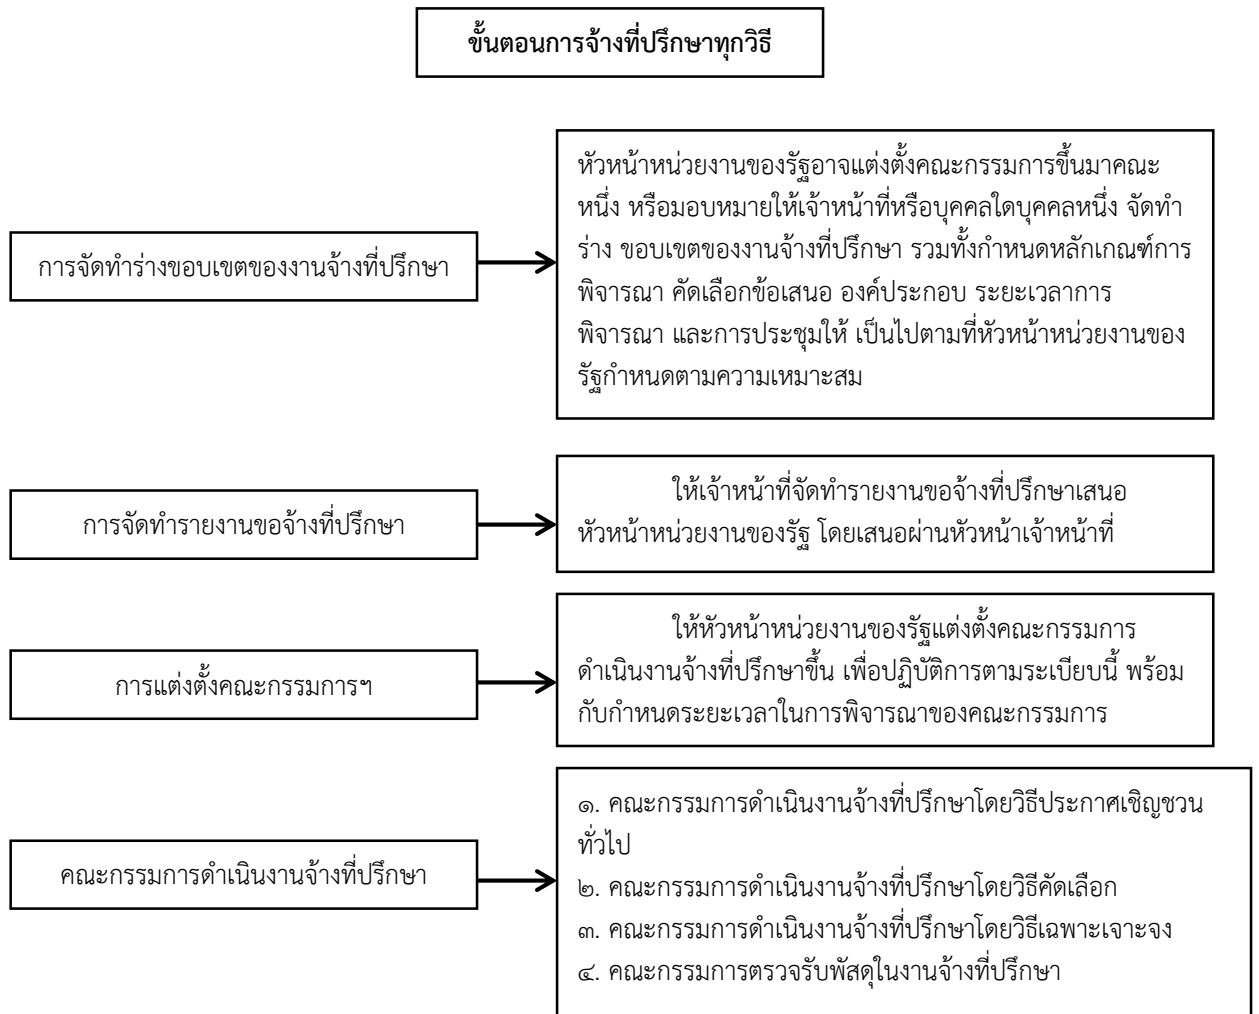 ขั้นตอนการจ้างที่ปรึกษาทุกวิธี
การจัดทำร่างขอบเขตของงานจ้างที่ปรึกษา
หัวหน้าหน่วยงานของรัฐอาจแต่งตั้งคณะกรรมการขึ้นมาคณะ
หนึ่ง หรือมอบหมายให้เจ้าหน้าที่หรือบุคคลใดบุคคลหนึ่ง จัดทำ
ร่าง ขอบเขตของงานจ้างที่ปรึกษา รวมทั้งกำหนดหลักเกณฑ์การ
พิจารณา คัดเลือกข้อเสนอ องค์ประกอบ ระยะเวลาการ
พิจารณา และการประชุมให้ เป็นไปตามที่หัวหน้าหน่วยงานของ
รัฐกำหนดตามความเหมาะสม
การจัดทำรายงานขอจ้างที่ปรึกษา
ให้เจ้าหน้าที่จัดทำรายงานขอจ้างที่ปรึกษาเสนอ
หัวหน้าหน่วยงานของรัฐ โดยเสนอผ่านหัวหน้าเจ้าหน้าที่
การแต่งตั้งคณะกรรมการฯ
ให้หัวหน้าหน่วยงานของรัฐแต่งตั้งคณะกรรมการ
ดำเนินงานจ้างที่ปรึกษาขึ้น เพื่อปฏิบัติการตามระเบียบนี้ พร้อม
กับกำหนดระยะเวลาในการพิจารณาของคณะกรรมการ
คณะกรรมการดำเนินงานจ้างที่ปรึกษา
๑. คณะกรรมการดำเนินงานจ้างที่ปรึกษาโดยวิธีประกาศเชิญชวน
ทั่วไป
๒. คณะกรรมการดำเนินงานจ้างที่ปรึกษาโดยวิธีคัดเลือก
๓. คณะกรรมการดำเนินงานจ้างที่ปรึกษาโดยวิธีเฉพาะเจาะจง
๔. คณะกรรมการตรวจรับพัสดุในงานจ้างที่ปรึกษา